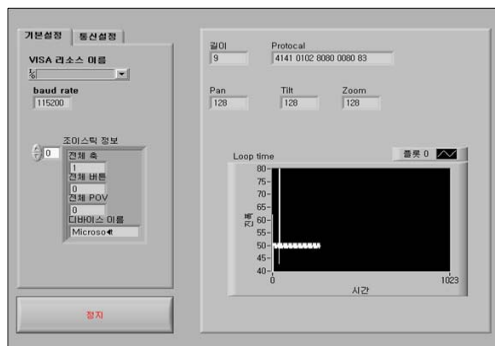 기본설정 통신설정
VISA 리소스 이름
baud rate
115200
조이스틱 정보
0
전체 축
1
전체 버튼
0
전체 POV
0
디바이스 이름
Microso
정지
길이 Protocal
9 4141 0102 8080 0080 83
Pan Tilt Zoom
128 128 128
Loop time 플롯 0
80
75
70
65
60
55
50
45
40
진폭
0 1023
시간